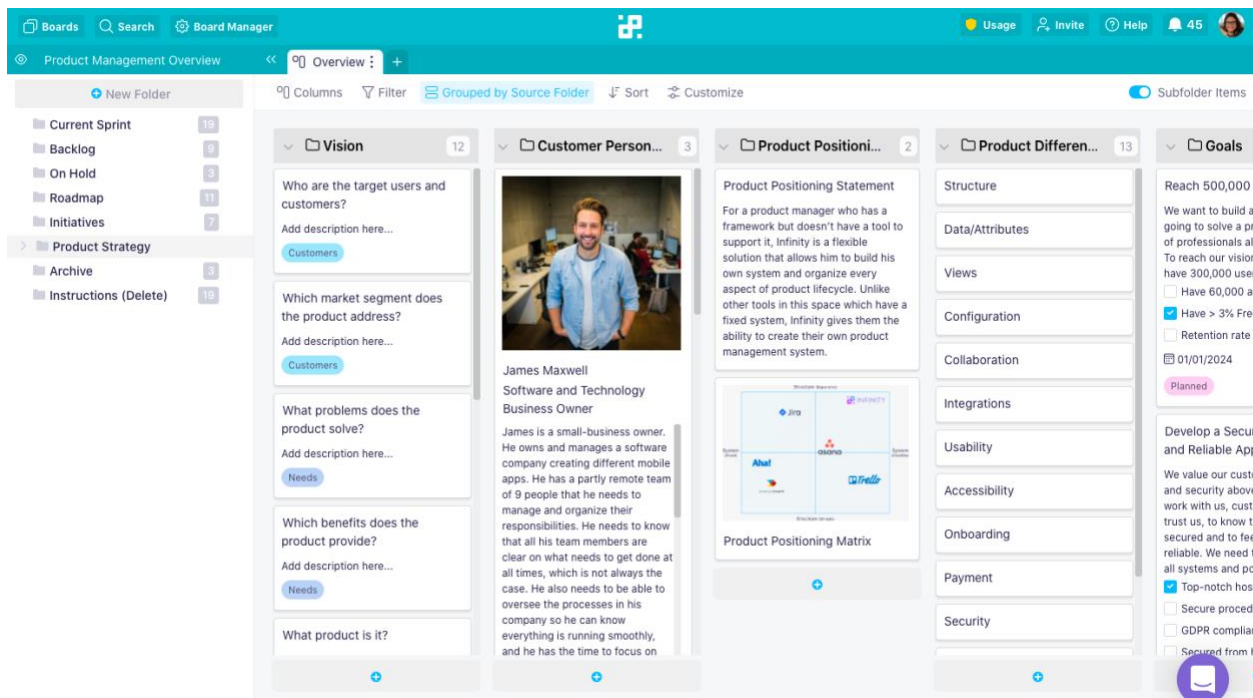 Boards
Search
Board Manager
Usage
Invite
Help
45
Product Management Overview
Overview
New Folder
Columns
Filter
Grouped by Source Folder
Sort
Customize
Subfolder Items
Current Sprint 19
Backlog 9
On Hold 3
Roadmap 11
Initiatives 7
Product Strategy
Archive 3
Instructions (Delete) 19
Vision 12
Who are the target users and
customers?
Add description here...
Customers
Which market segment does
the product address?
Add description here...
Customers
What problems does the
product solve?
Add description here...
Needs
Which benefits does the
product provide?
Add description here...
Needs
What product is it?
Customer Person... 3
James Maxwell
Software and Technology
Business Owner
James is a small-business owner.
He owns and manages a software
company creating different mobile
apps. He has a partly remote team
of 9 people that he needs to
manage and organize their
responsibilities. He needs to know
that all his team members are
clear on what needs to get done at
all times, which is not always the
case. He also needs to be able to
oversee the processes in his
company so he can know
everything is running smoothly,
and he has the time to focus on
Product Positioni... 2
Product Positioning Statement
For a product manager who has a
framework but doesn't have a tool to
support it, Infinity is a flexible
solution that allows him to build his
own system and organize every
aspect of product lifecycle. Unlike
other tools in this space which have a
fixed system, Infinity gives them the
ability to create their own product
management system.
INFINITY
Jira
asana
Aha!
Trello
Product Positioning Matrix
Product Differen... 13
Structure
Data/Attributes
Views
Configuration
Collaboration
Integrations
Usability
Accessibility
Onboarding
Payment
Security
Goals
Reach 500,000
We want to build a
going to solve a pr
of professionals al
To reach our vision
have 300,000 use
Have 60,000 a
Have > 3% Fre
Retention rate
01/01/2024
Planned
Develop a Secur
and Reliable App
We value our custo
and security above
work with us, cust
trust us, to know t
secured and to fee
reliable. We need t
all systems and po
Top-notch hos
Secure proced
GDPR complian
Secured from h